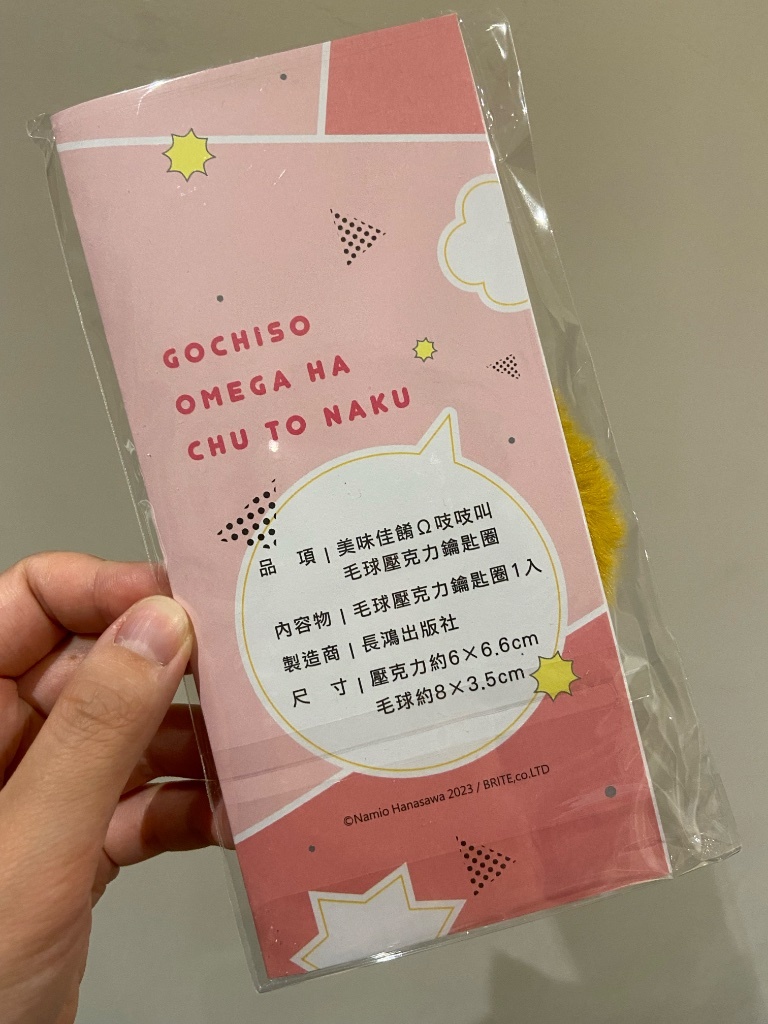 GOCHISO
OMEGA HA
CHU TO NAKU
品 項 | 美味佳餚Ω吱吱叫
毛球壓克力鑰匙圈
內容物 | 毛球壓克力鑰匙圈1入
製造商 | 長鴻出版社
尺 寸 | 壓克力約6×6.6cm
毛球約8×3.5cm
©Namio Hanasawa 2023 / BRITE,co.LTD